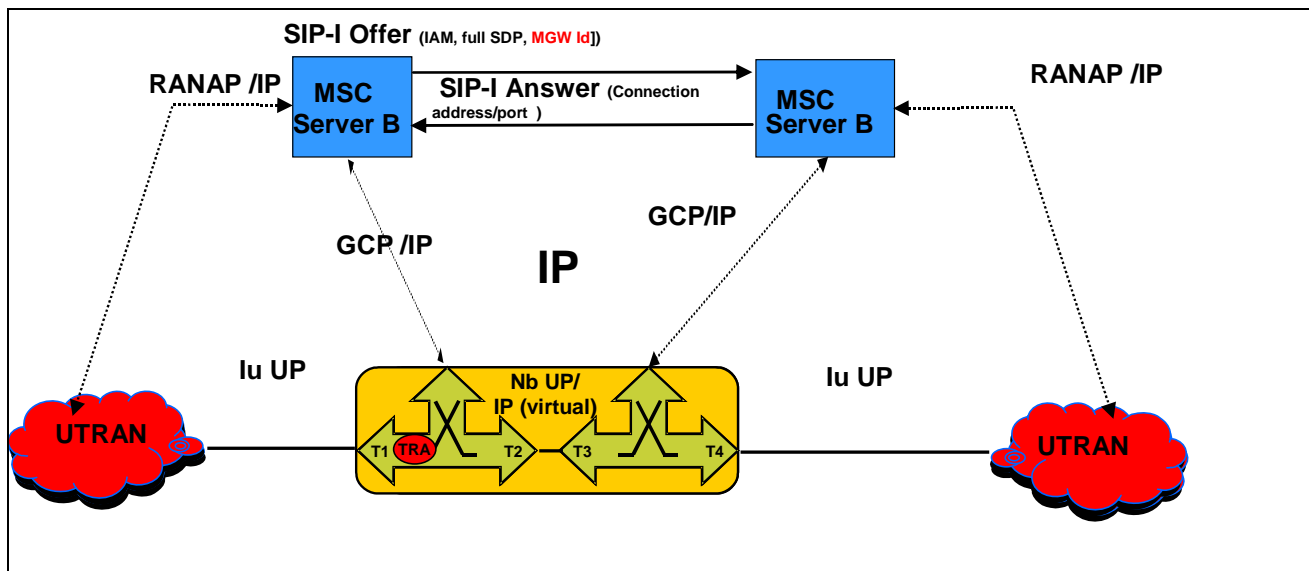 SIP-I Offer (IAM, full SDP, MGW Id])
RANAP /IP
MSC
Server B
SIP-I Answer (Connection
address/port )
MSC
Server B
RANAP /IP
GCP /IP
GCP/IP
IP
Iu UP
Nb UP/
IP (virtual)
Iu UP
UTRAN
T1
TRA
T2
T3
T4
UTRAN